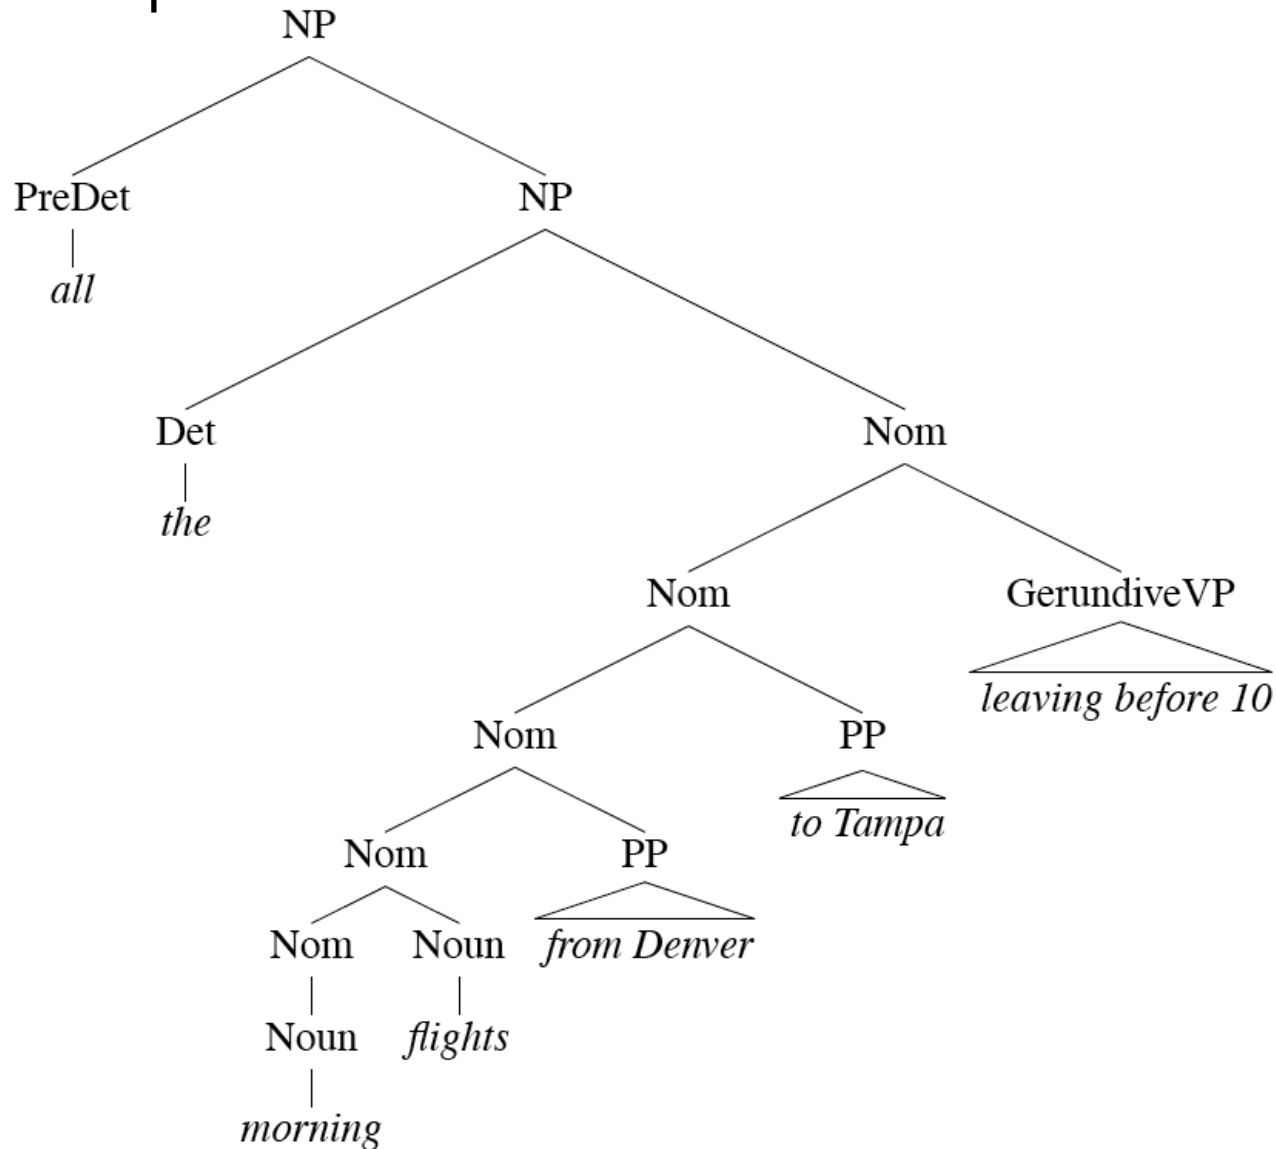 NP
PreDet NP
all
Det Nom
the
Nom GerundiveVP
leaving before 10
Nom PP
to Tampa
Nom PP
Nom Noun from Denver
Noun flights
morning